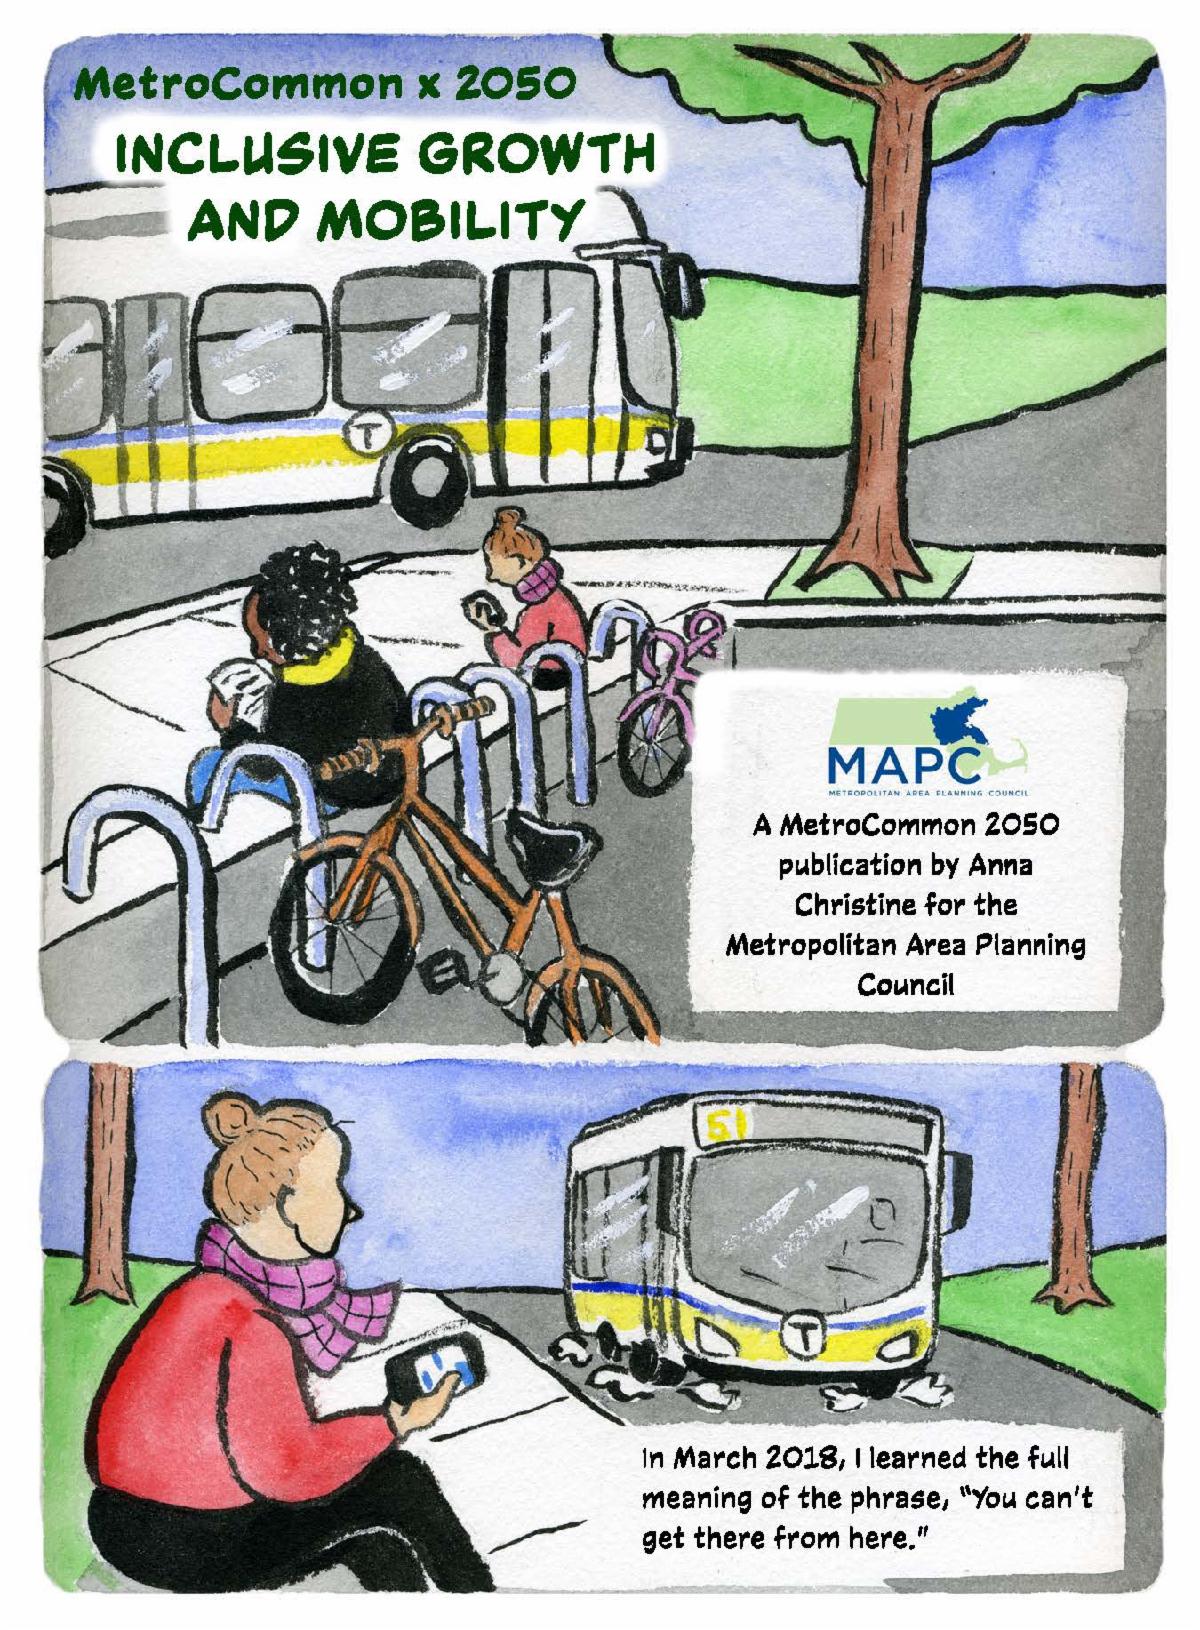 MetroCommon x 2050
INCLUSIVE GROWTH
AND MOBILITY
T
MAPC
METROPOLITAN AREA PLANNING COUNCIL
A MetroCommon 2050
publication by Anna
Christine for the
Metropolitan Area Planning
Council
51
T
In March 2018, I learned the full
meaning of the phrase, "You can't
get there from here."